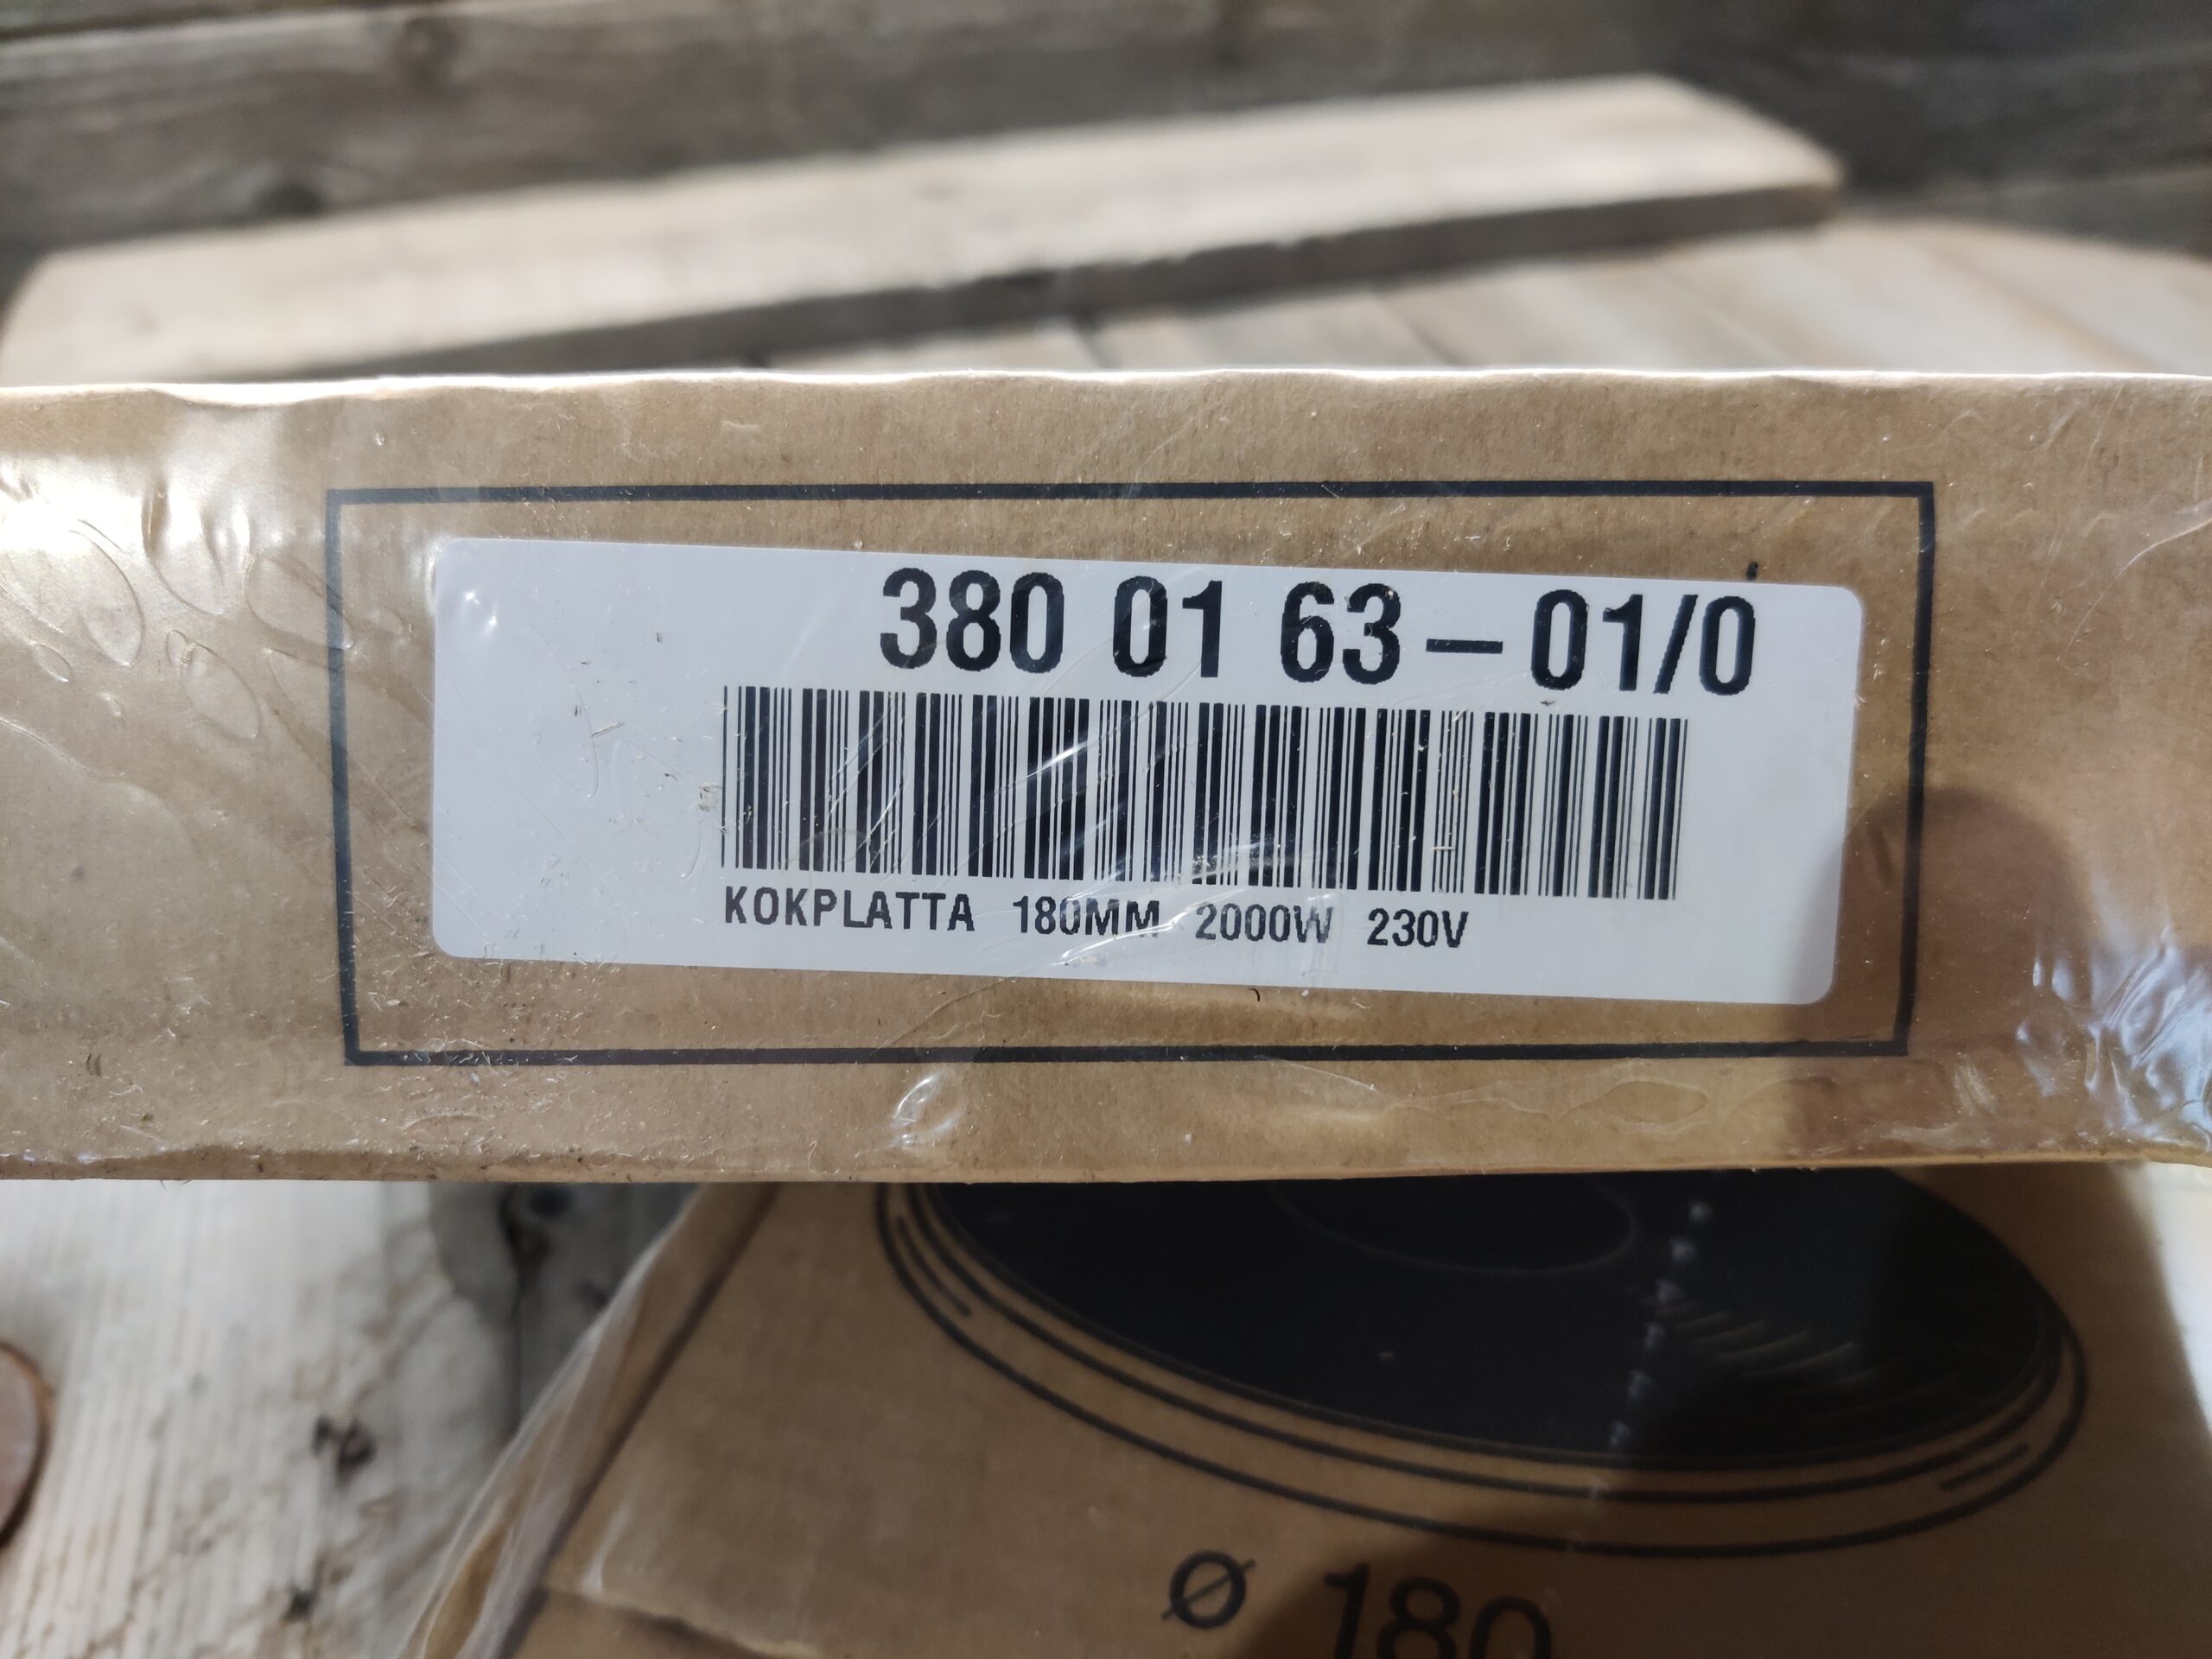 380 01 63-01/0
KOKPLATTA 180MM 2000W 230V
Ø 180